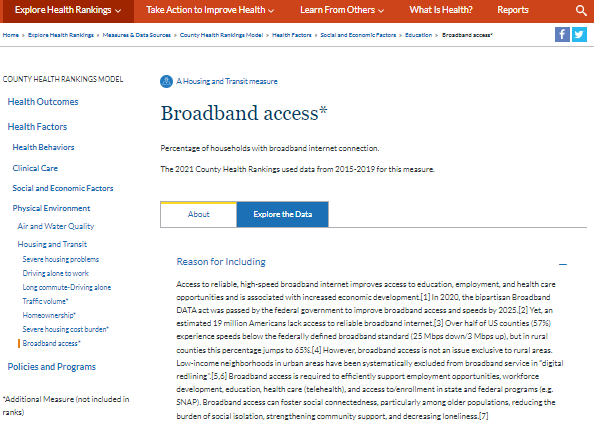 Explore Health Rankings
Take Action to Improve Health
Learn From Others
What Is Health?
Reports
Home » Explore Health Rankings » Measures & Data Sources » County Health Rankings Model » Health Factors » Social and Economic Factors » Education » Broadband access*
COUNTY HEALTH RANKINGS MODEL
Health Outcomes
Health Factors
Health Behaviors
Clinical Care
Social and Economic Factors
Physical Environment
Air and Water Quality
Housing and Transit
Severe housing problems
Driving alone to work
Long commute-Driving alone
Traffic volume*
Homeownership*
Severe housing cost burden*
Broadband access*
Policies and Programs
*Additional Measure (not included in
ranks)
A Housing and Transit measure
Broadband access*
Percentage of households with broadband internet connection.
The 2021 County Health Rankings used data from 2015-2019 for this measure.
About
Explore the Data
Reason for Including
Access to reliable, high-speed broadband internet improves access to education, employment, and health care
opportunities and is associated with increased economic development.[1] In 2020, the bipartisan Broadband
DATA act was passed by the federal government to improve broadband access and speeds by 2025.[2] Yet, an
estimated 19 million Americans lack access to reliable broadband internet.[3] Over half of US counties (57%)
experience speeds below the federally defined broadband standard (25 Mbps down/3 Mbps up), but in rural
counties this percentage jumps to 65%.[4] However, broadband access is not an issue exclusive to rural areas.
Low-income neighborhoods in urban areas have been systematically excluded from broadband service in "digital
redlining".[5,6] Broadband access is required to efficiently support employment opportunities, workforce
development, education, health care (telehealth), and access to/enrollment in state and federal programs (e.g.
SNAP). Broadband access can foster social connectedness, particularly among older populations, reducing the
burden of social isolation, strengthening community support, and decreasing loneliness.[7]